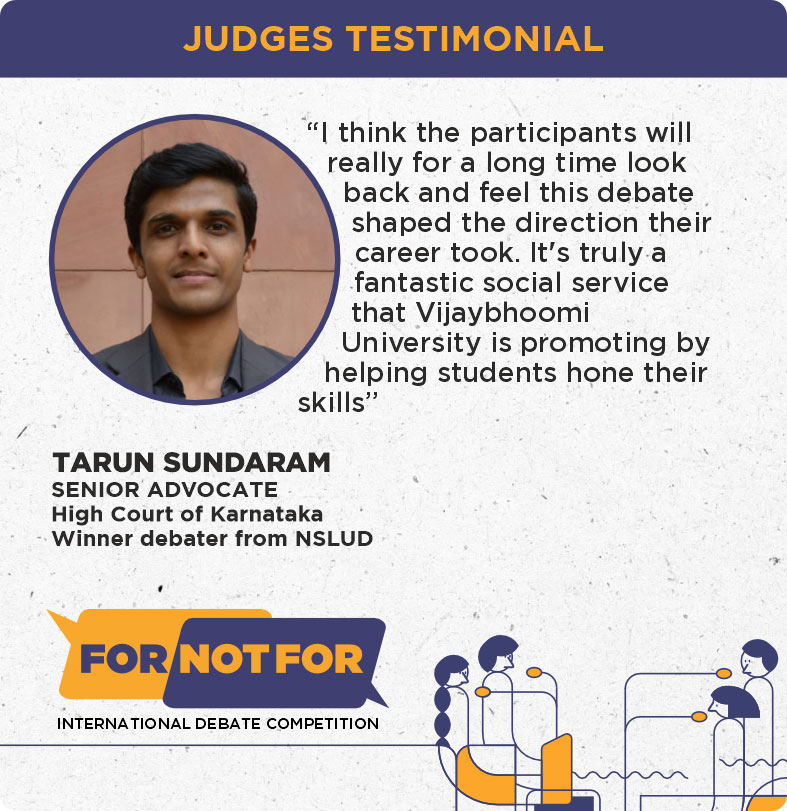 JUDGES TESTIMONIAL
“I think the participants will
really for a long time look
back and feel this debate
shaped the direction their
career took. It's truly a
fantastic social service
that Vijaybhoomi
University is promoting by
helping students hone their
skills”
TARUN SUNDARAM
SENIOR ADVOCATE
High Court of Karnataka
Winner debater from NSLUD
FOR NOT FOR
INTERNATIONAL DEBATE COMPETITION